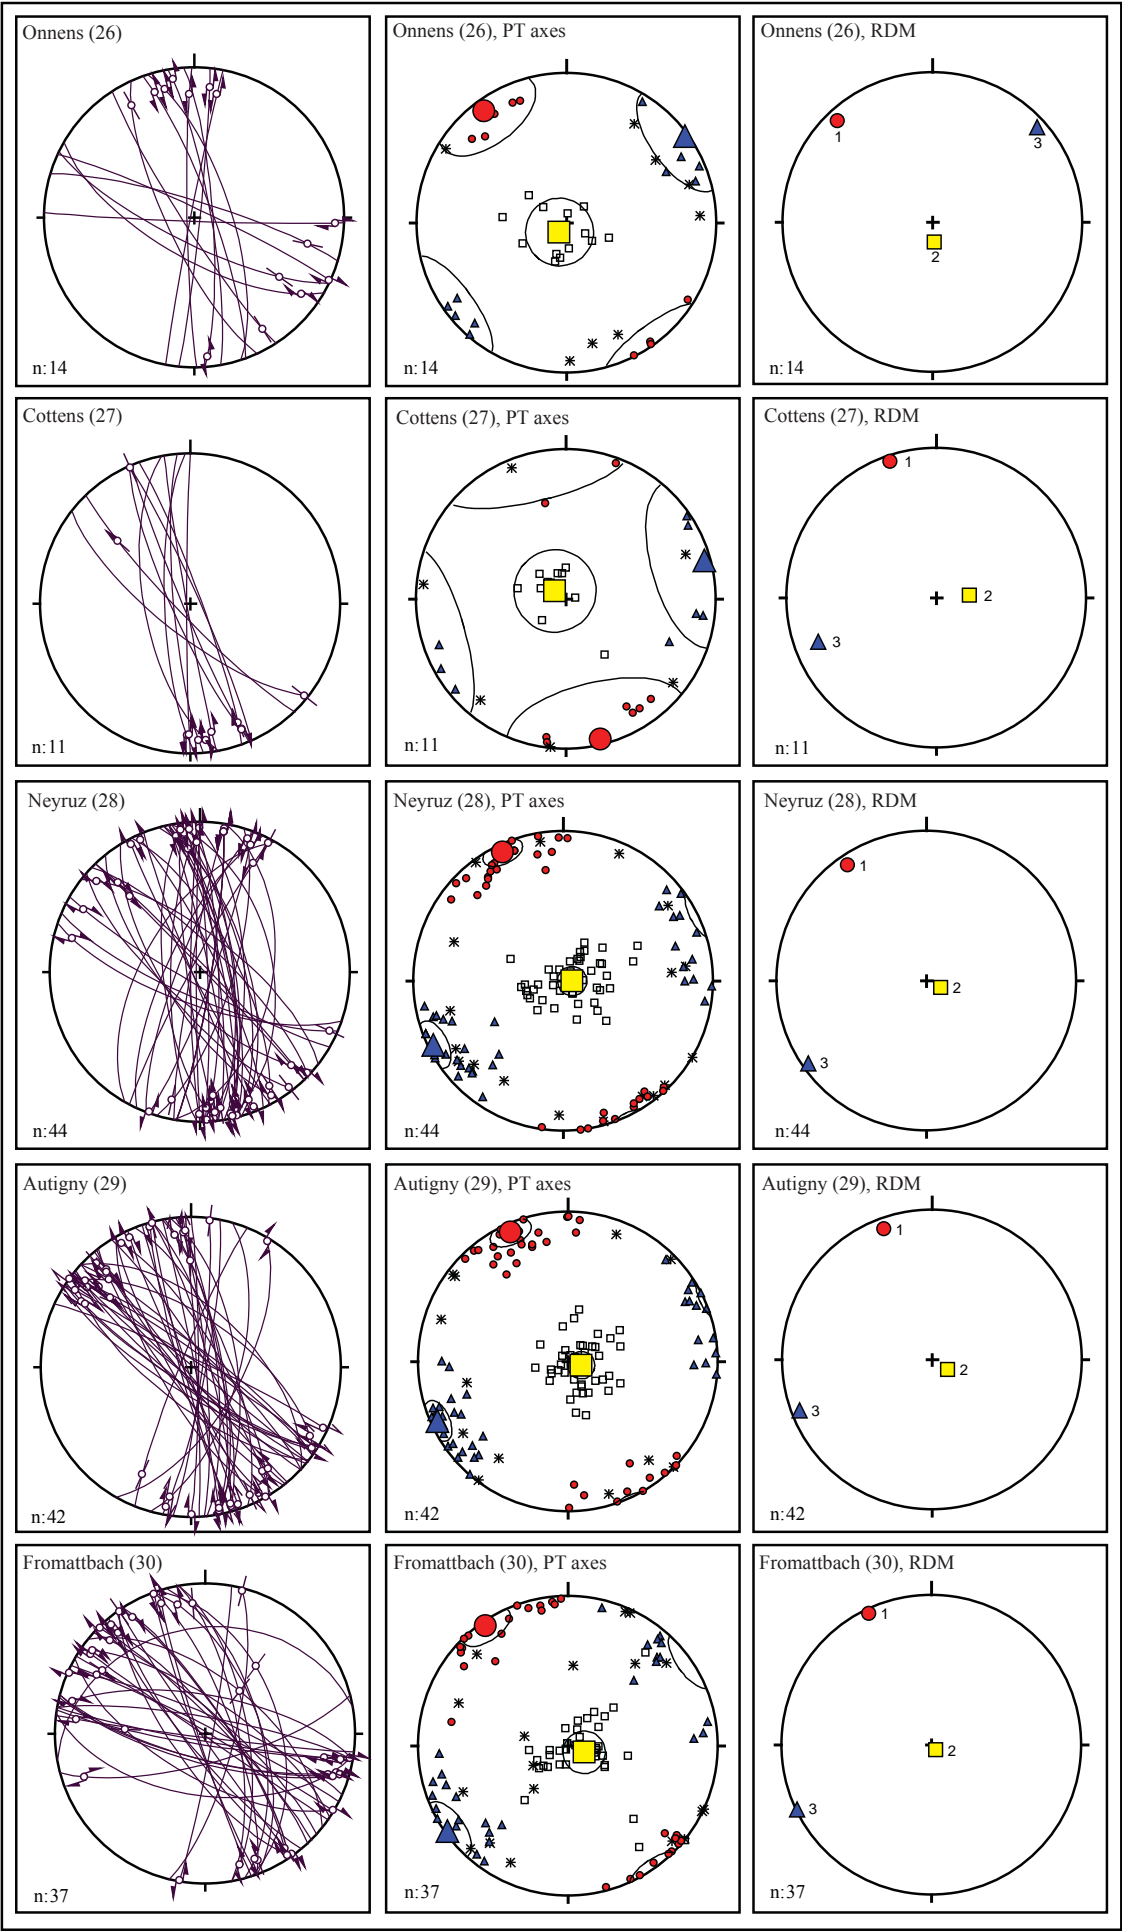 Onnens (26)
n:14
Onnens (26), PT axes
n:14
Onnens (26), RDM
1
3
2
n:14
Cottens (27)
n:11
Cottens (27), PT axes
n:11
Cottens (27), RDM
1
2
3
n:11
Neyruz (28)
n:44
Neyruz (28), PT axes
n:44
Neyruz (28), RDM
1
2
3
n:44
Autigny (29)
n:42
Autigny (29), PT axes
n:42
Autigny (29), RDM
1
2
3
n:42
Fromattbach (30)
n:37
Fromattbach (30), PT axes
n:37
Fromattbach (30), RDM
1
2
3
n:37